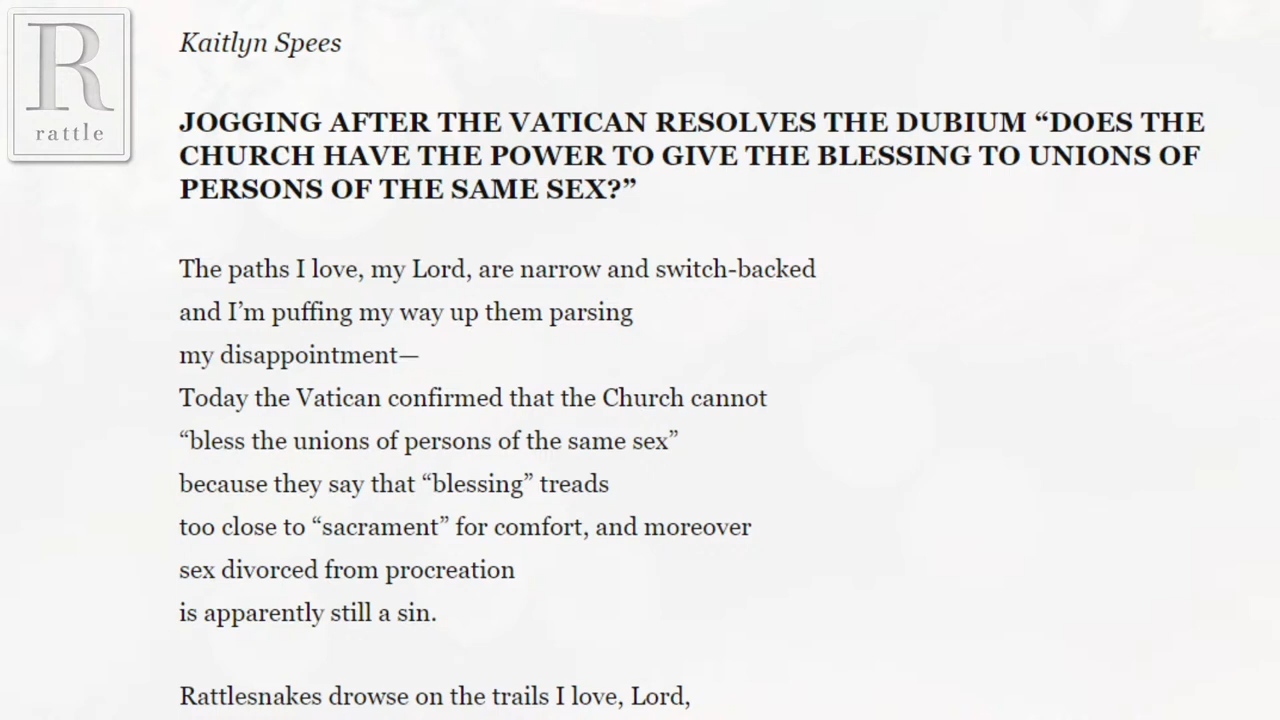 R
rattle
Kaitlyn Spees
JOGGING AFTER THE VATICAN RESOLVES THE DUBIUM “DOES THE
CHURCH HAVE THE POWER TO GIVE THE BLESSING TO UNIONS OF
PERSONS OF THE SAME SEX?”
The paths I love, my Lord, are narrow and switch-backed
and I’m puffing my way up them parsing
my disappointment—
Today the Vatican confirmed that the Church cannot
“bless the unions of persons of the same sex”
because they say that “blessing” treads
too close to “sacrament” for comfort, and moreover
sex divorced from procreation
is apparently still a sin.
Rattlesnakes drowse on the trails I love, Lord,